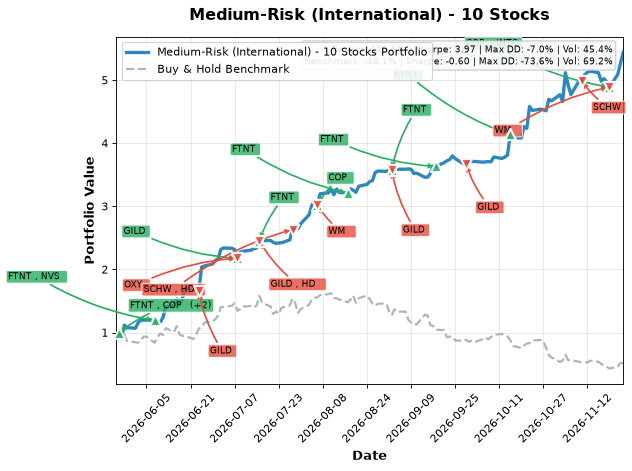 Medium-Risk (International) - 10 Stocks
Medium-Risk (International) - 10 Stocks Portfolio
Buy & Hold Benchmark
3.97 | Max DD: -7.0% | Vol: 45.4%
Benchmark: -48.1% | Sharpe: -0.60 | Max DD: -73.6% | Vol: 69.2%
FTNT
SCHW
WM
FTNT
FTNT
FTNT
COP
FTNT
GILD
GILD
WM
GILD
FTNT , NVS
OXY
SCHW , HD
GILD , HD
FTNT , COP (+2)
GILD
Portfolio Value
5
4
3
2
1
2026-06-05
2026-06-21
2026-07-07
2026-07-23
2026-08-08
2026-08-24
2026-09-09
2026-09-25
2026-10-11
2026-10-27
2026-11-12
Date